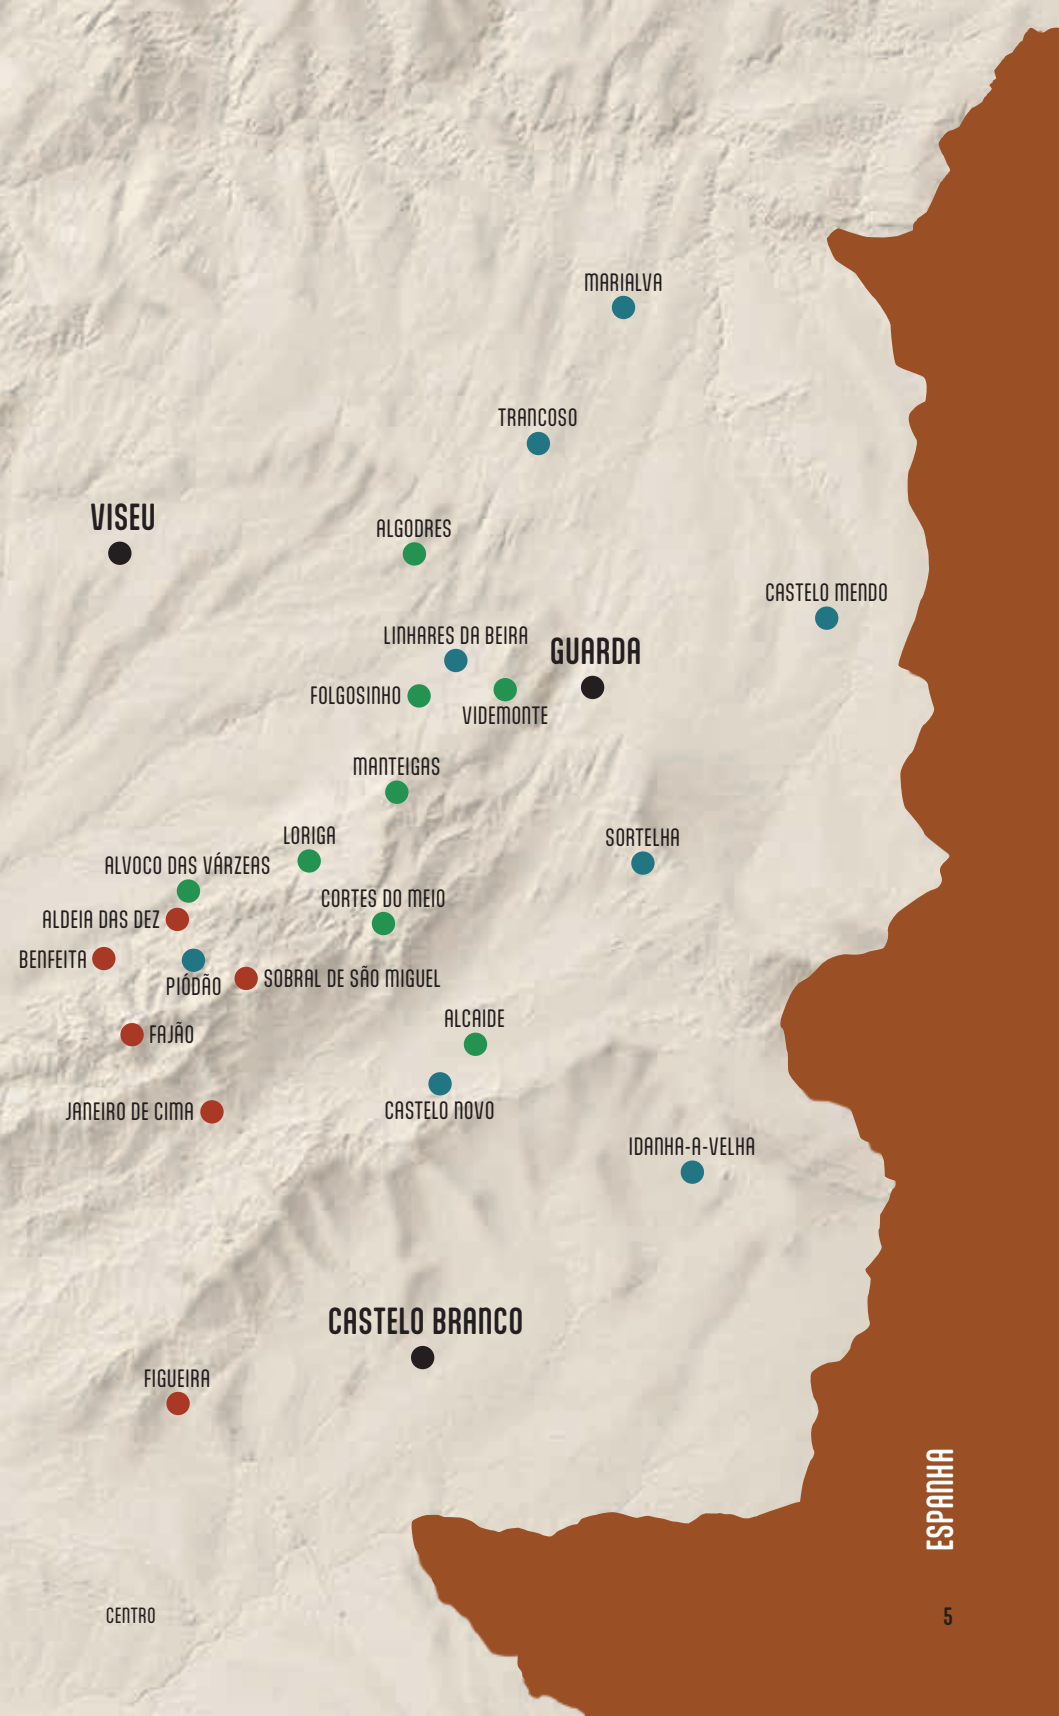 MARIALVA
TRANCOSO
VISEU
ALGODRES
CASTELO MENDO
LINHARES DA BEIRA
GUARDA
FOLGOSINHO
VIDEMONTE
MANTEIGAS
LORIGA
SORTELHA
ALVOCO DAS VÁRZEAS
CORTES DO MEIO
ALDEIA DAS DEZ
BENFEITA
PIÓDÃO
SOBRAL DE SÃO MIGUEL
ALCAIDE
FAJÃO
JANEIRO DE CIMA
CASTELO NOVO
IDANHA-A-VELHA
CASTELO BRANCO
FIGUEIRA
ESPANHA
CENTRO
5